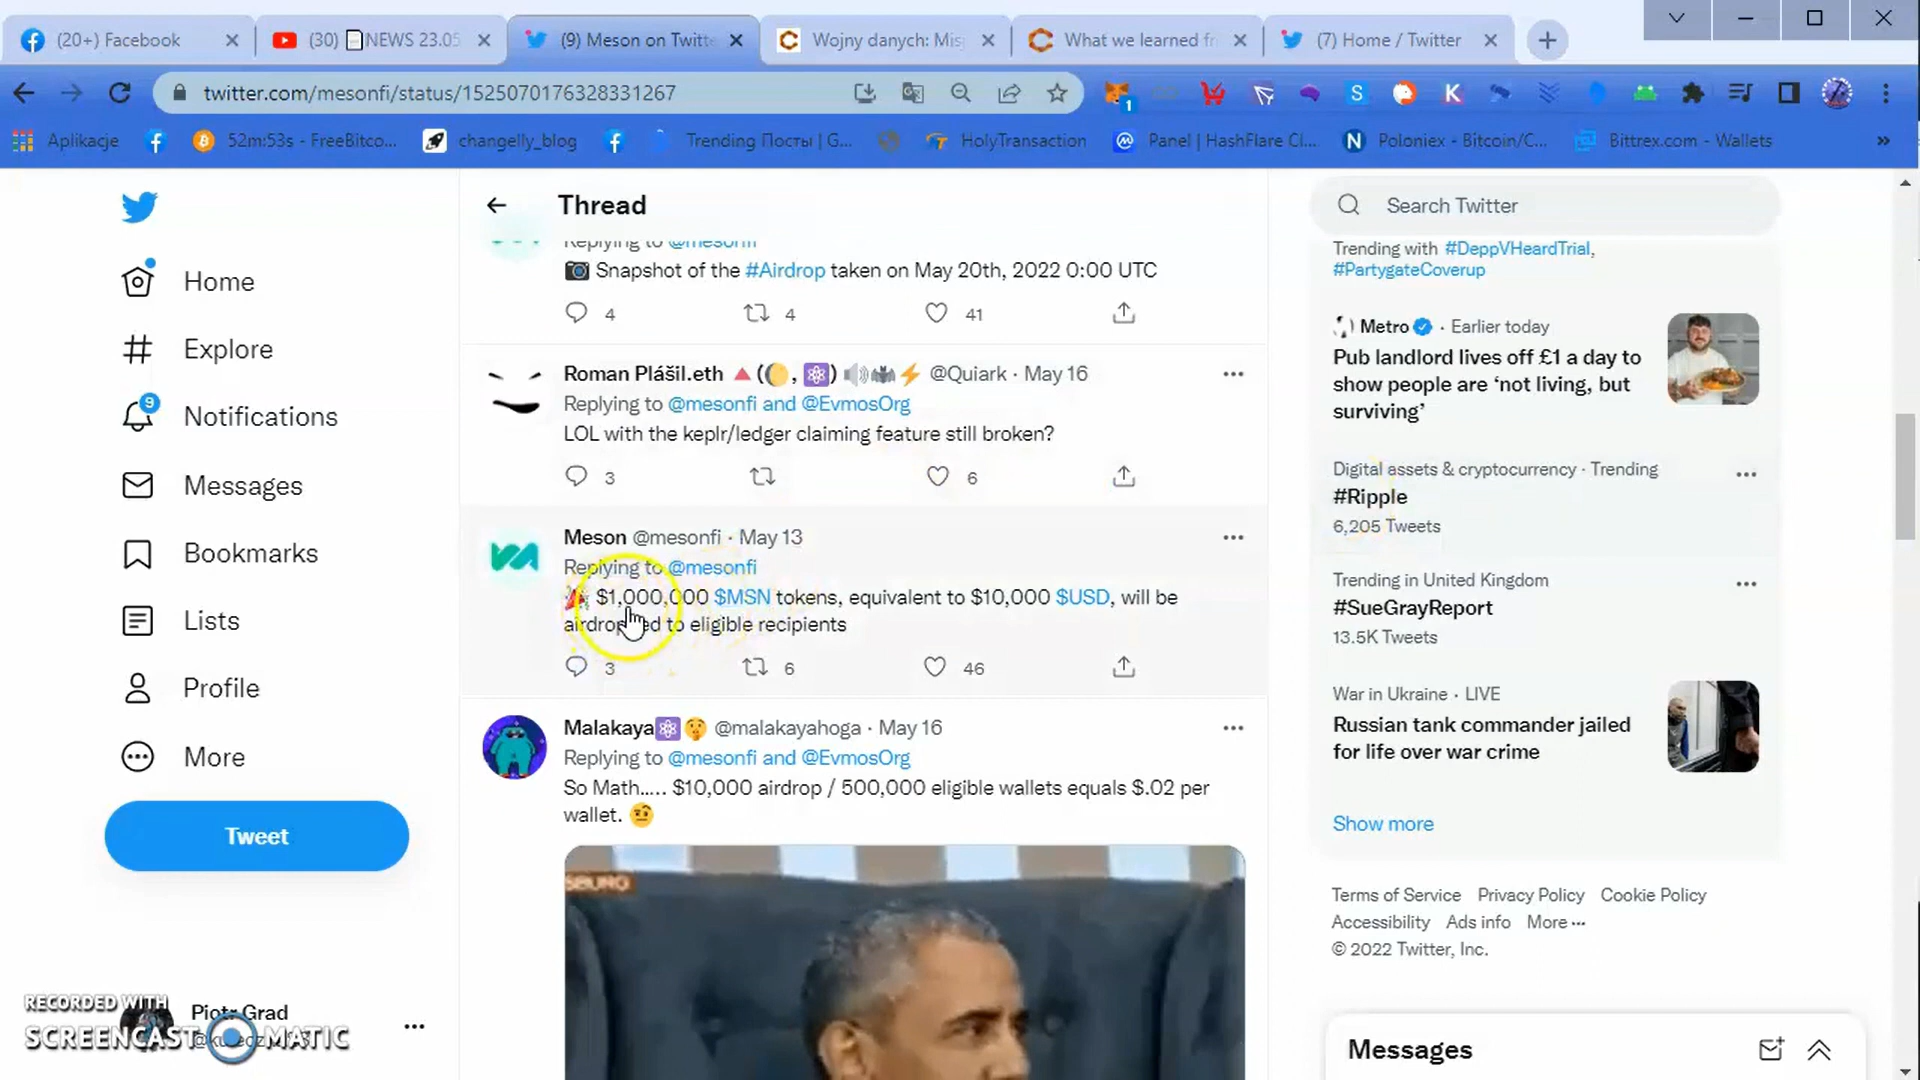 (20+) Facebook
(30) NEWS 23.05
(9) Meson on Twitte
Wojny danych: Misj
What we learned fr
(7) Home / Twitter
twitter.com/mesonfi/status/1525070176328331267
1
Aplikacje
52m:53s - FreeBitco...
changelly_blog
Trending Посты | G...
HolyTransaction
Panel | HashFlare Cl...
Poloniex - Bitcoin/C...
Bittrex.com - Wallets
»
Home
Explore
9
Notifications
Messages
Bookmarks
Lists
Profile
More
Tweet
Piotr Grad
RECORDED WITH
SCREENCAST MATIC
Thread
Replying to @mesonfi
Snapshot of the #Airdrop taken on May 20th, 2022 0:00 UTC
4
4
41
Roman Plášil.eth @Quiark · May 16
Replying to @mesonfi and @EvmosOrg
LOL with the keplr/ledger claiming feature still broken?
3
6
Meson @mesonfi · May 13
Replying to @mesonfi
$1,000,000 $MSN tokens, equivalent to $10,000 $USD, will be
airdropped to eligible recipients
3
6
46
Malakaya @malakayahoga · May 16
Replying to @mesonfi and @EvmosOrg
So Math..... $10,000 airdrop / 500,000 eligible wallets equals $.02 per
wallet.
SBURG
Search Twitter
Trending with #DeppVHeardTrial,
#PartygateCoverup
Metro · Earlier today
Pub landlord lives off £1 a day to
show people are ‘not living, but
surviving’
Digital assets & cryptocurrency · Trending
#Ripple
6,205 Tweets
Trending in United Kingdom
#SueGrayReport
13.5K Tweets
War in Ukraine · LIVE
Russian tank commander jailed
for life over war crime
Show more
Terms of Service Privacy Policy Cookie Policy
Accessibility Ads info More ···
© 2022 Twitter, Inc.
Messages